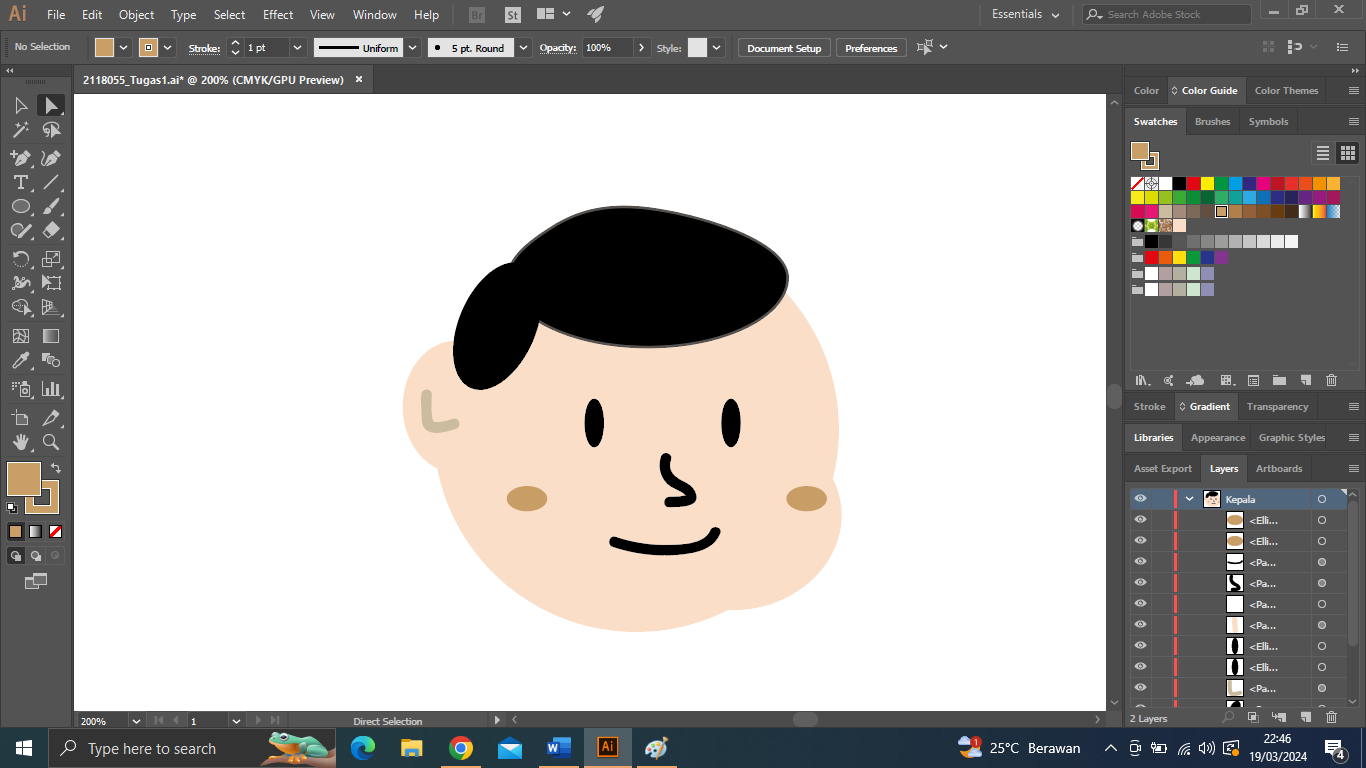 Ai File Edit Object Type Select Effect View Window Help Br St Essentials Search Adobe Stock
No Selection Stroke: 1 pt Uniform 5 pt. Round Opacity: 100% Style: Document Setup Preferences
2118055_Tugas1.ai* @ 200% (CMYK/GPU Preview)
Color Color Guide Color Themes
Swatches Brushes Symbols
Stroke Gradient Transparency
Libraries Appearance Graphic Styles
Asset Export Layers Artboards
Kepala
<Elli...
<Elli...
<Pa...
<Pa...
<Pa...
<Pa...
<Elli...
<Elli...
<Pa...
2 Layers
200% 1 Direct Selection
Type here to search Ai 1 25°C Berawan 22:46
19/03/2024 4